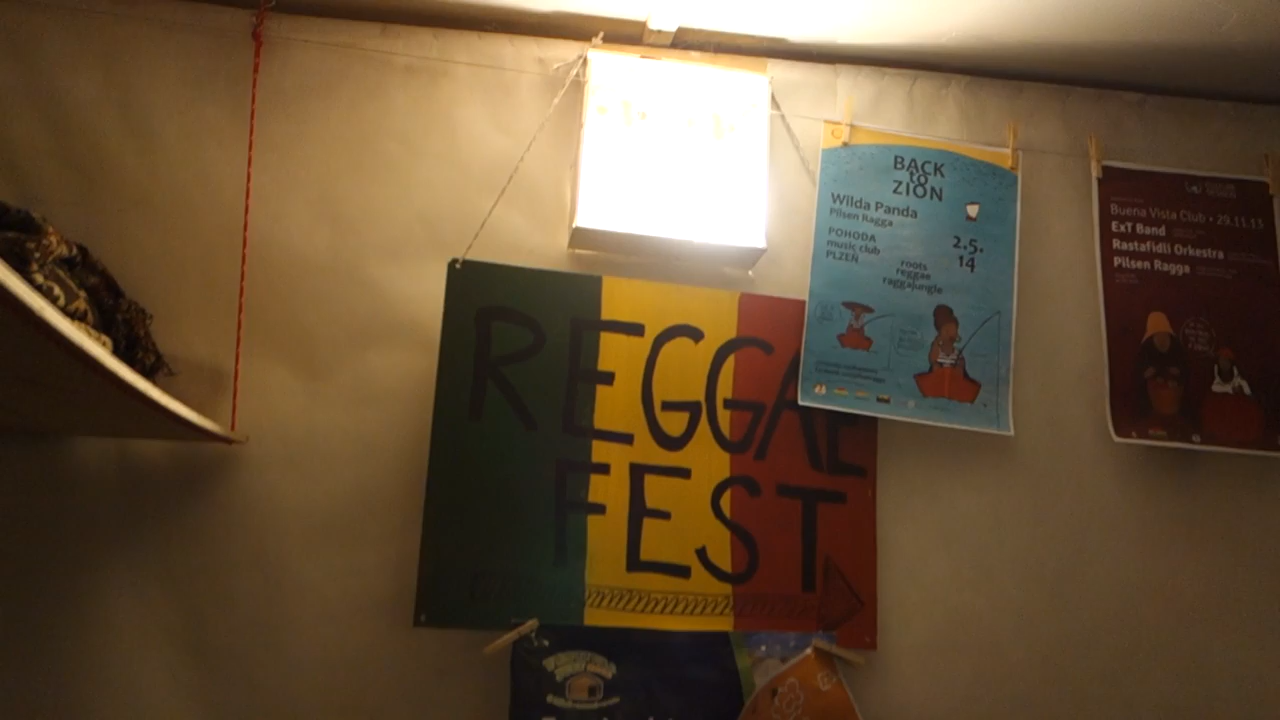 BACK
to
ZION
Wilda Panda
Pilsen Ragga
POHODA
music club
PLZEŇ
2.5.
14
roots
reggae
raggajungle
Buena Vista Club • 29.11.13
ExT Band
Rastafidli Orkestra
Pilsen Ragga
REGGAE
FEST